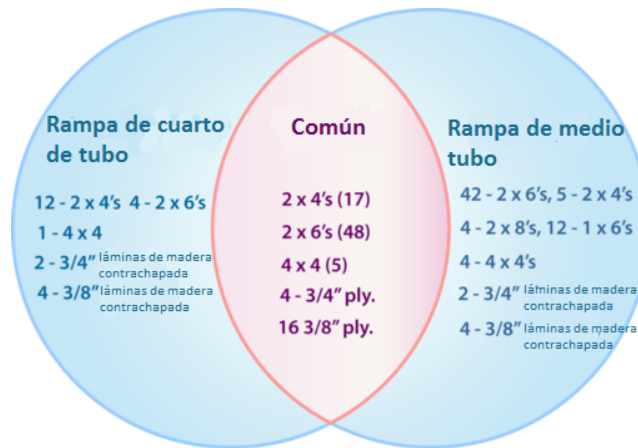 Rampa de cuarto
de tubo
12 - 2 x 4's 4 - 2 x 6's
1 - 4 x 4
2 - 3/4" láminas de madera
contrachapada
4 - 3/8" láminas de madera
contrachapada
Común
2 x 4's (17)
2 x 6's (48)
4 x 4 (5)
4 - 3/4" ply.
16 3/8" ply.
Rampa de medio
tubo
42 - 2 x 6's, 5 - 2 x 4's
4 - 2 x 8's, 12 - 1 x 6's
4 - 4 x 4's
2 - 3/4" láminas de madera
contrachapada
4 - 3/8" láminas de madera
contrachapada